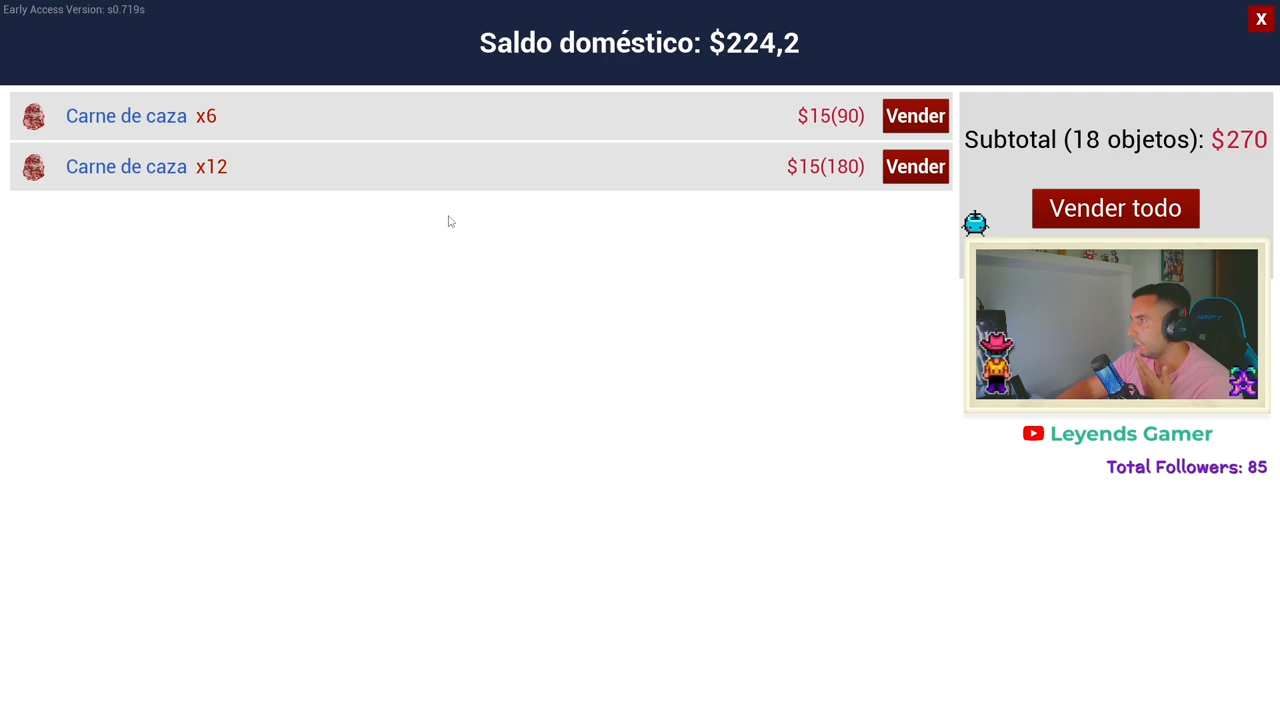 Early Access Version: s0.719s
X
Saldo doméstico: $224,2
Carne de caza x6 $15(90) Vender
Carne de caza x12 $15(180) Vender
Subtotal (18 objetos): $270
Vender todo
Leyends Gamer
Total Followers: 85